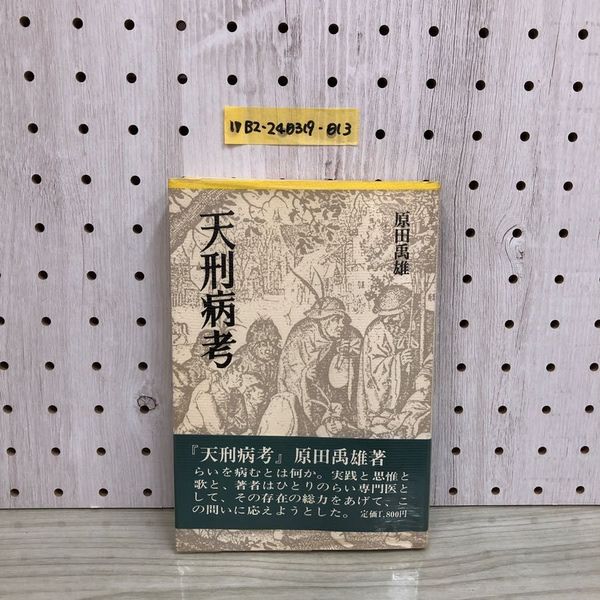 1▽B2-240319-013
天刑病考
原田禹雄
『天刑病考』原田禹雄著
らいを病むとは何か。実践と思惟と
歌と、著者はひとりのらい専門医と
して、その存在の総力をあげて、こ
の問いに応えようとした。 定価1,800円